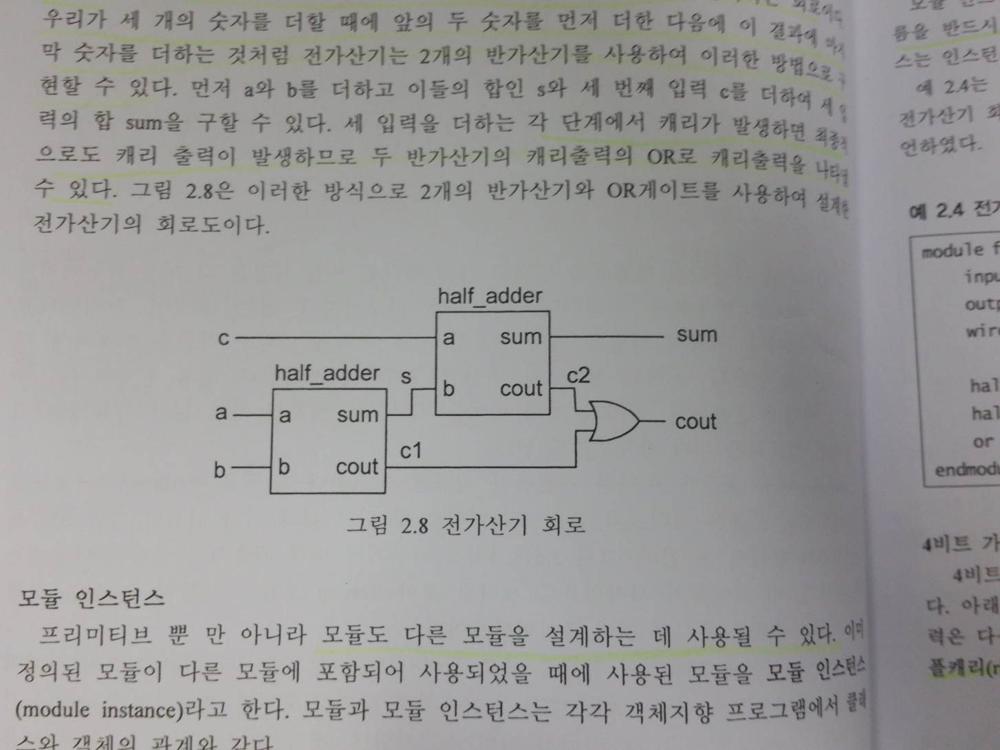 우리가 세 개의 숫자를 더할 때에 앞의 두 숫자를 먼저 더한 다음에 이 결과에
막 숫자를 더하는 것처럼 전가산기는 2개의 반가산기를 사용하여 이러한 방법으로
현할 수 있다. 먼저 a와 b를 더하고 이들의 합인 s와 세 번째 입력 c를 더하여 세
력의 합 sum을 구할 수 있다. 세 입력을 더하는 각 단계에서 캐리가 발생하면
으로도 캐리 출력이 발생하므로 두 반가산기의 캐리출력의 OR로 캐리출력을
수 있다. 그림 2.8은 이러한 방식으로 2개의 반가산기와 OR게이트를 사용하여
전가산기의 회로도이다.
half_adder
c
a
sum
sum
half_adder
s
b
cout
c2
a
a
sum
cout
c1
b
b
cout
그림 2.8 전가산기 회로
모듈 인스턴스
프리미티브 뿐 만 아니라 모듈도 다른 모듈을 설계하는 데 사용될 수 있다. 이미
정의된 모듈이 다른 모듈에 포함되어 사용되었을 때에 사용된 모듈을 모듈 인스턴스
(module instance)라고 한다. 모듈과 모듈 인스턴스는 각각 객체지향 프로그램에서 클래
스와 객체의 관계와 같다.
름을 반드시
스는 인스턴
예 2.4는
전가산기 회
언하였다.
예 2.4 전가
module f
inpu
outp
wire
hal
hal
or
endmodu
4비트 가
4비트
다. 아래
력은 다
플캐리(r